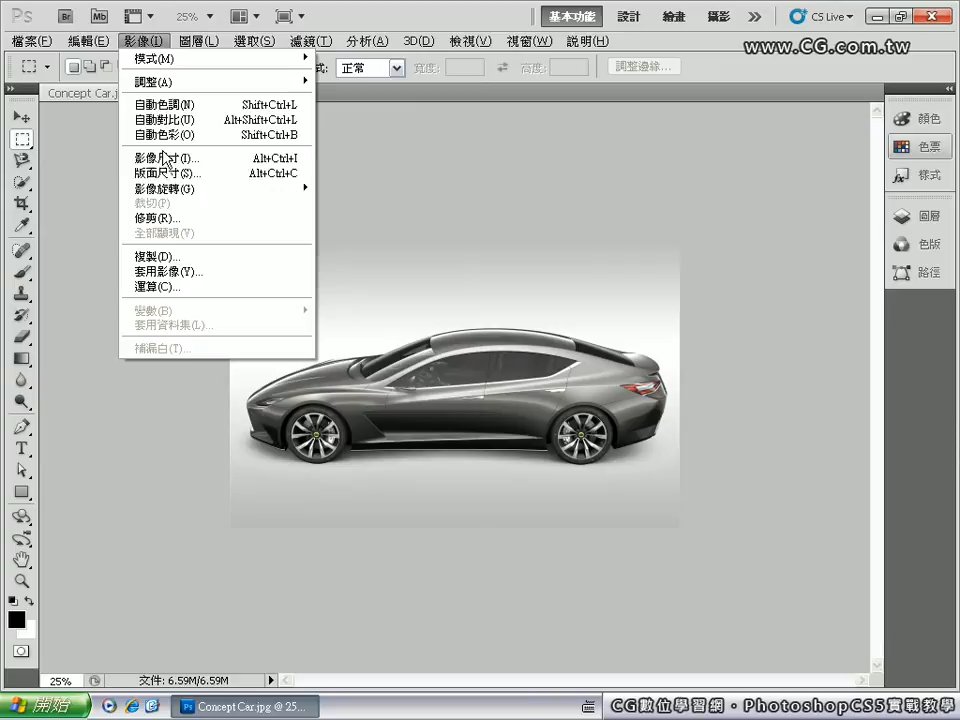 Ps Br Mb 25% 基本功能 設計 繪畫 攝影 CS Live
檔案(F) 編輯(E) 影像(I) 圖層(L) 選取(S) 濾鏡(T) 分析(A) 3D(D) 檢視(V) 視窗(W) 說明(H)
www.CG.com.tw
式: 正常 寬度: 高度: 調整邊緣...
Concept Car.j
模式(M)
調整(A)
自動色調(N) Shift+Ctrl+L
自動對比(U) Alt+Shift+Ctrl+L
自動色彩(O) Shift+Ctrl+B
影像尺寸(I)... Alt+Ctrl+I
版面尺寸(S)... Alt+Ctrl+C
影像旋轉(G)
裁切(P)
修剪(R)...
全部顯現(V)
複製(D)...
套用影像(Y)...
運算(C)...
變數(B)
套用資料集(L)...
補漏白(T)...
顏色
色票
樣式
圖層
色版
路徑
25% 文件: 6.59M/6.59M
開始 Ps Concept Car.jpg @ 25... CG數位學習網・PhotoshopCS5實戰教學